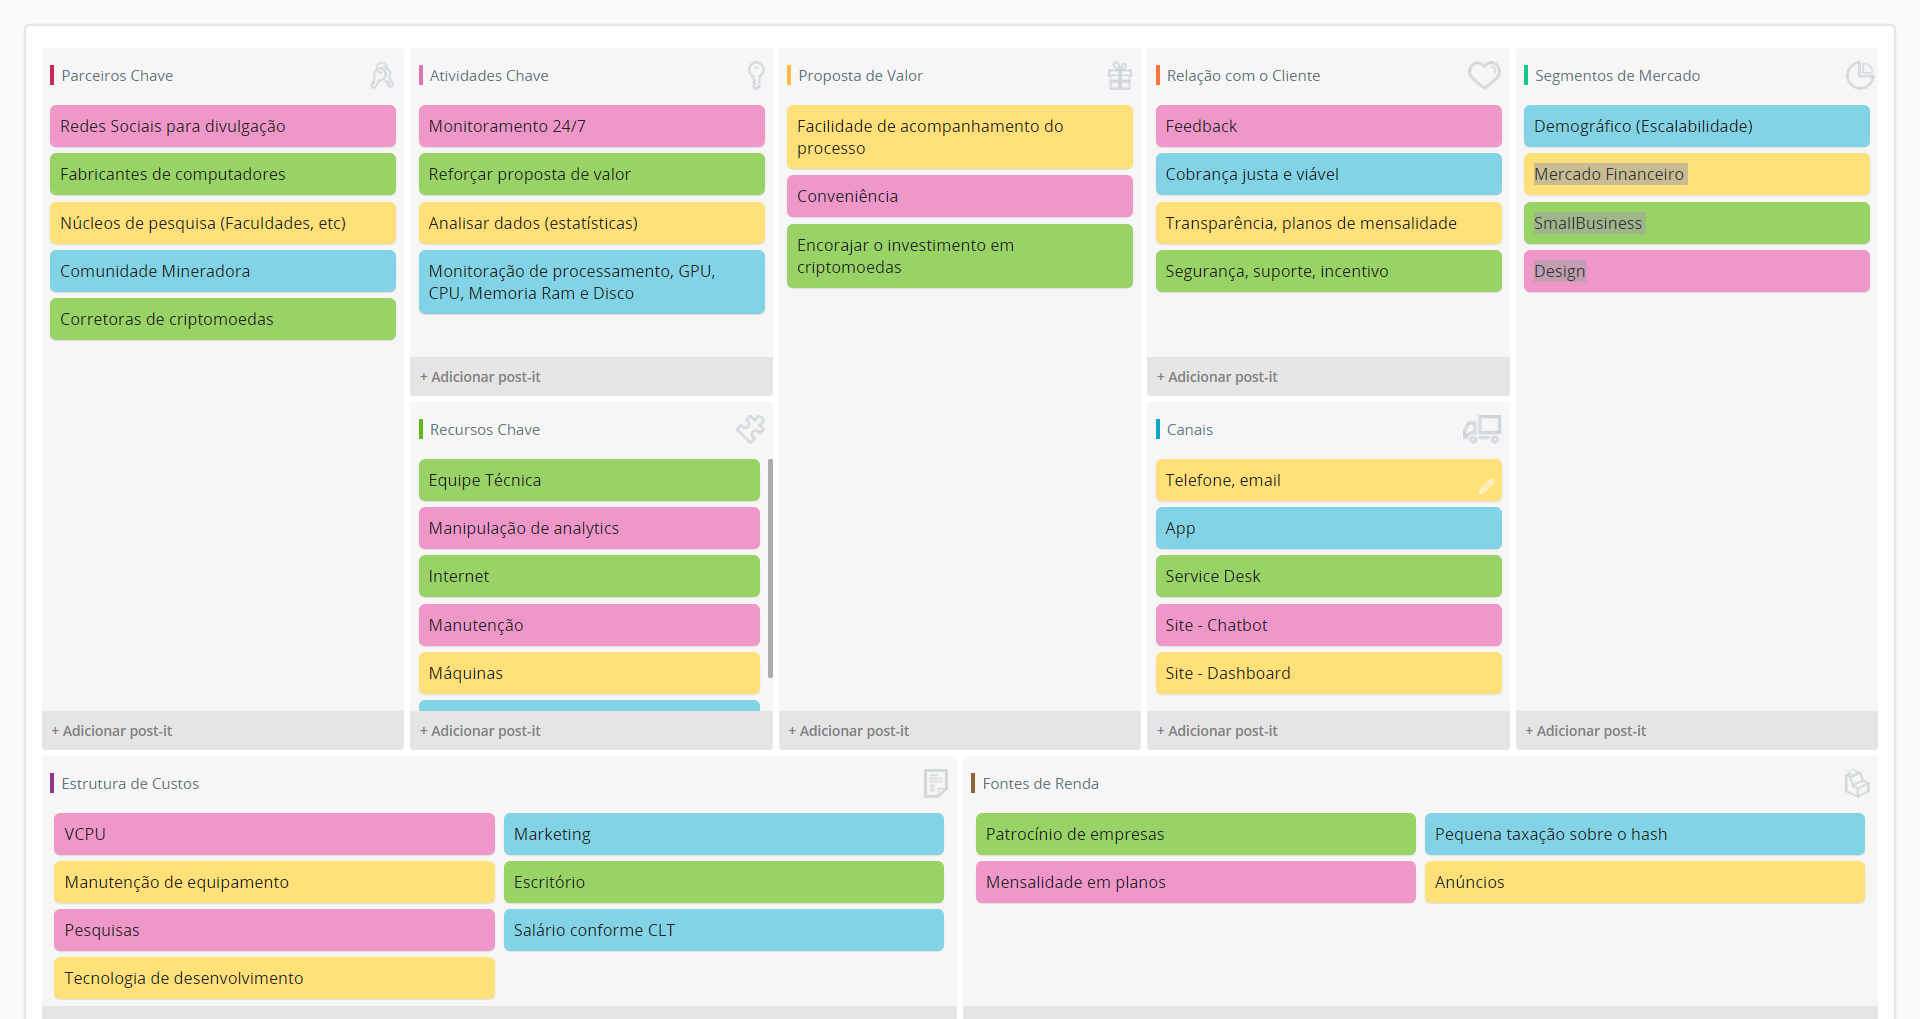 Parceiros Chave
Redes Sociais para divulgação
Fabricantes de computadores
Núcleos de pesquisa (Faculdades, etc)
Comunidade Mineradora
Corretoras de criptomoedas
+ Adicionar post-it
Atividades Chave
Monitoramento 24/7
Reforçar proposta de valor
Analisar dados (estatísticas)
Monitoração de processamento, GPU,
CPU, Memoria Ram e Disco
+ Adicionar post-it
Recursos Chave
Equipe Técnica
Manipulação de analytics
Internet
Manutenção
Máquinas
+ Adicionar post-it
Proposta de Valor
Facilidade de acompanhamento do
processo
Conveniência
Encorajar o investimento em
criptomoedas
+ Adicionar post-it
Relação com o Cliente
Feedback
Cobrança justa e viável
Transparência, planos de mensalidade
Segurança, suporte, incentivo
+ Adicionar post-it
Canais
Telefone, email
App
Service Desk
Site - Chatbot
Site - Dashboard
+ Adicionar post-it
Segmentos de Mercado
Demográfico (Escalabilidade)
Mercado Financeiro
SmallBusiness
Design
+ Adicionar post-it
Estrutura de Custos
VCPU
Marketing
Manutenção de equipamento
Escritório
Pesquisas
Salário conforme CLT
Tecnologia de desenvolvimento
Fontes de Renda
Patrocínio de empresas
Pequena taxação sobre o hash
Mensalidade em planos
Anúncios